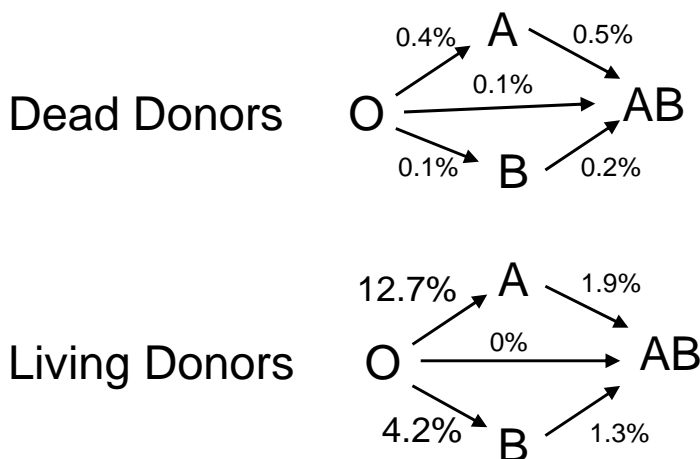 0.4% A 0.5%
Dead Donors O 0.1% AB
0.1% B 0.2%
12.7% A 1.9%
Living Donors O 0% AB
4.2% B 1.3%